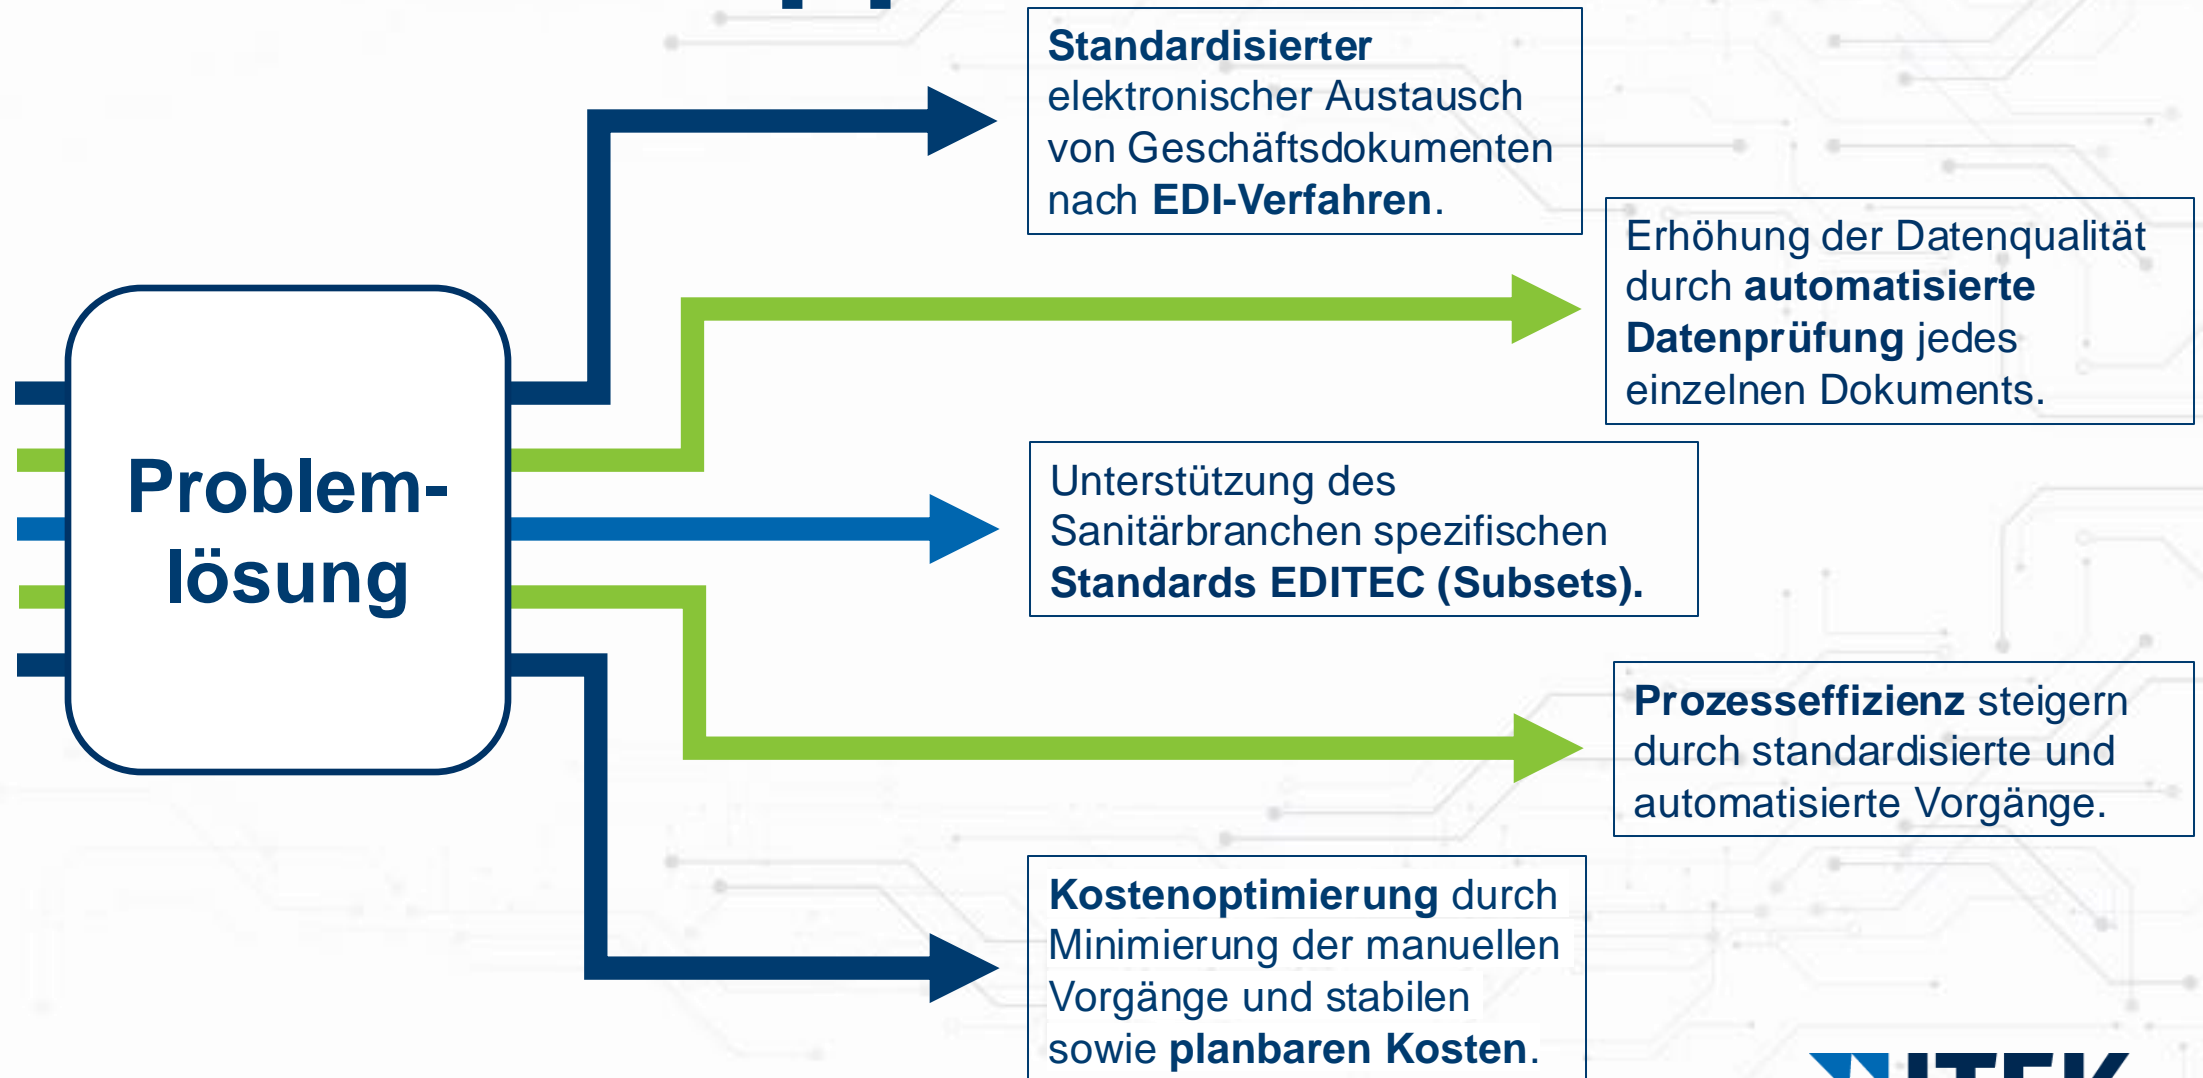 Standardisierter
elektronischer Austausch
von Geschäftsdokumenten
nach EDI-Verfahren.
Erhöhung der Datenqualität
durch automatisierte
Datenprüfung jedes
einzelnen Dokuments.
Problem-
lösung
Unterstützung des
Sanitärbranchen spezifischen
Standards EDITEC (Subsets).
Prozesseffizienz steigern
durch standardisierte und
automatisierte Vorgänge.
Kostenoptimierung durch
Minimierung der manuellen
Vorgänge und stabilen
sowie planbaren Kosten.
ITEK